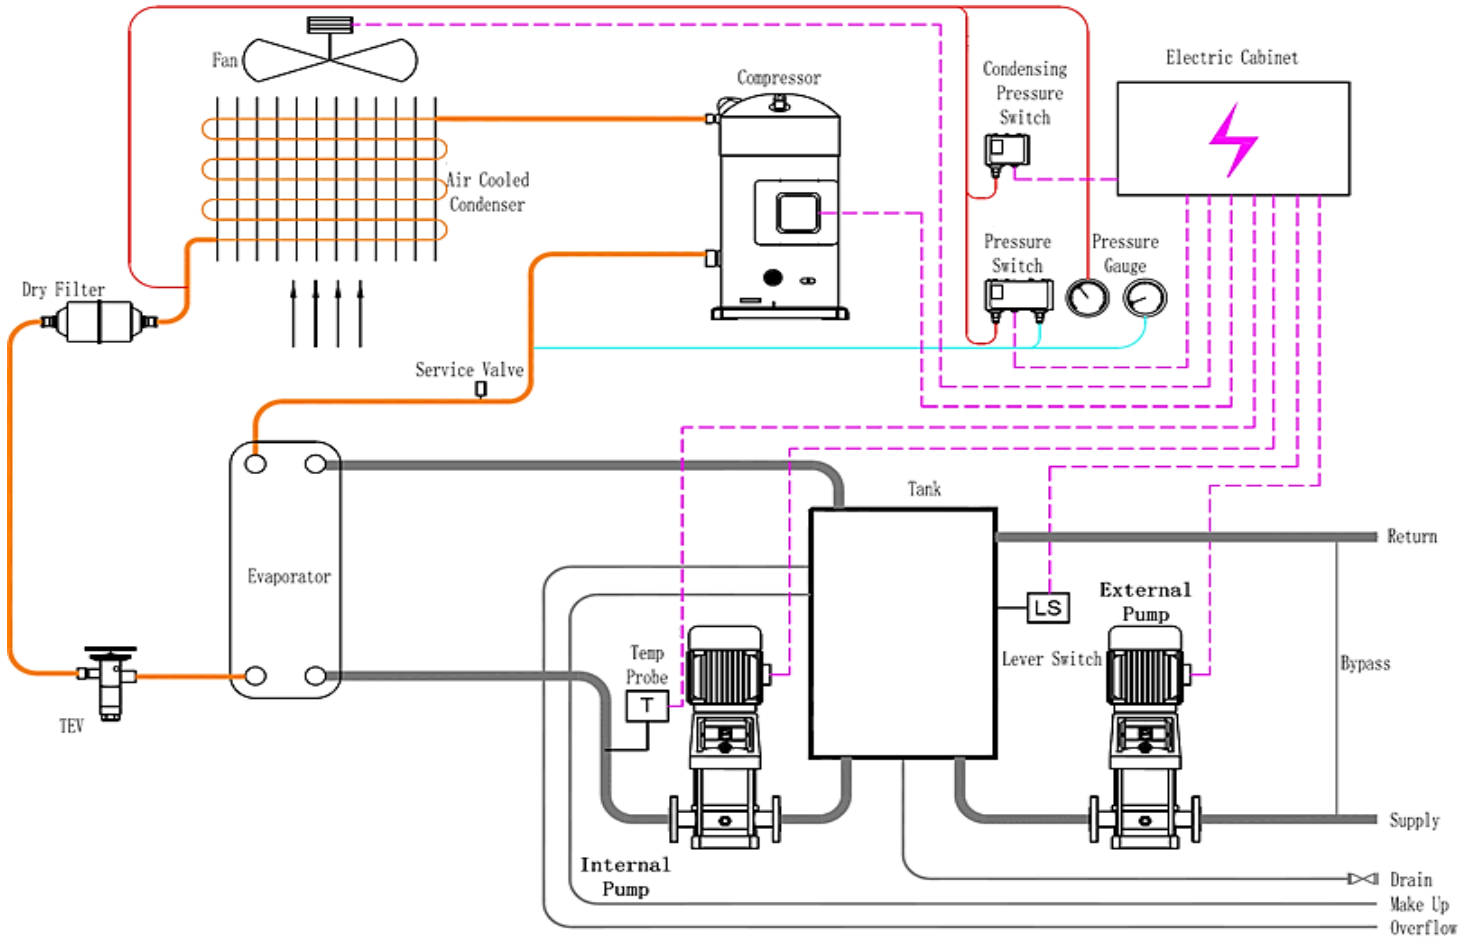 Fan
Compressor
Condensing
Pressure
Switch
Electric Cabinet
Air Cooled
Condenser
Pressure
Switch
Pressure
Gauge
Dry Filter
Service Valve
Tank
Return
Evaporator
External
Pump
LS
Lever Switch
Bypass
Temp
Probe
T
TEV
Supply
Internal
Pump
Drain
Make Up
Overflow